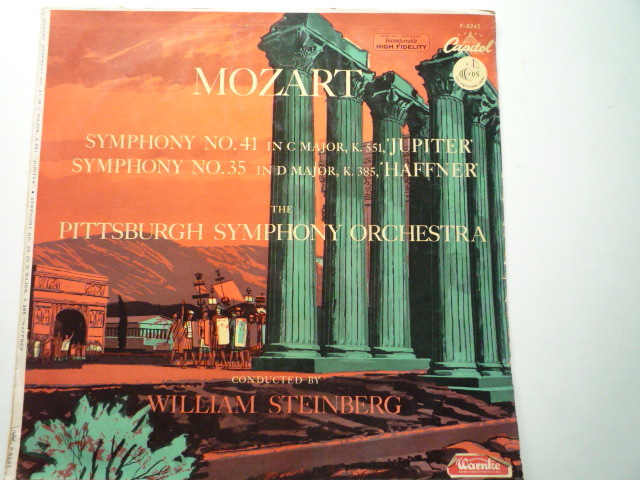 P-8242
Incomparable
HIGH FIDELITY
Capitol
MOZART
SYMPHONY NO. 41 IN C MAJOR, K. 551, 'JUPITER'
SYMPHONY NO. 35 IN D MAJOR, K. 385, 'HAFFNER'
THE
PITTSBURGH SYMPHONY ORCHESTRA
CONDUCTED BY
WILLIAM STEINBERG
Warnke